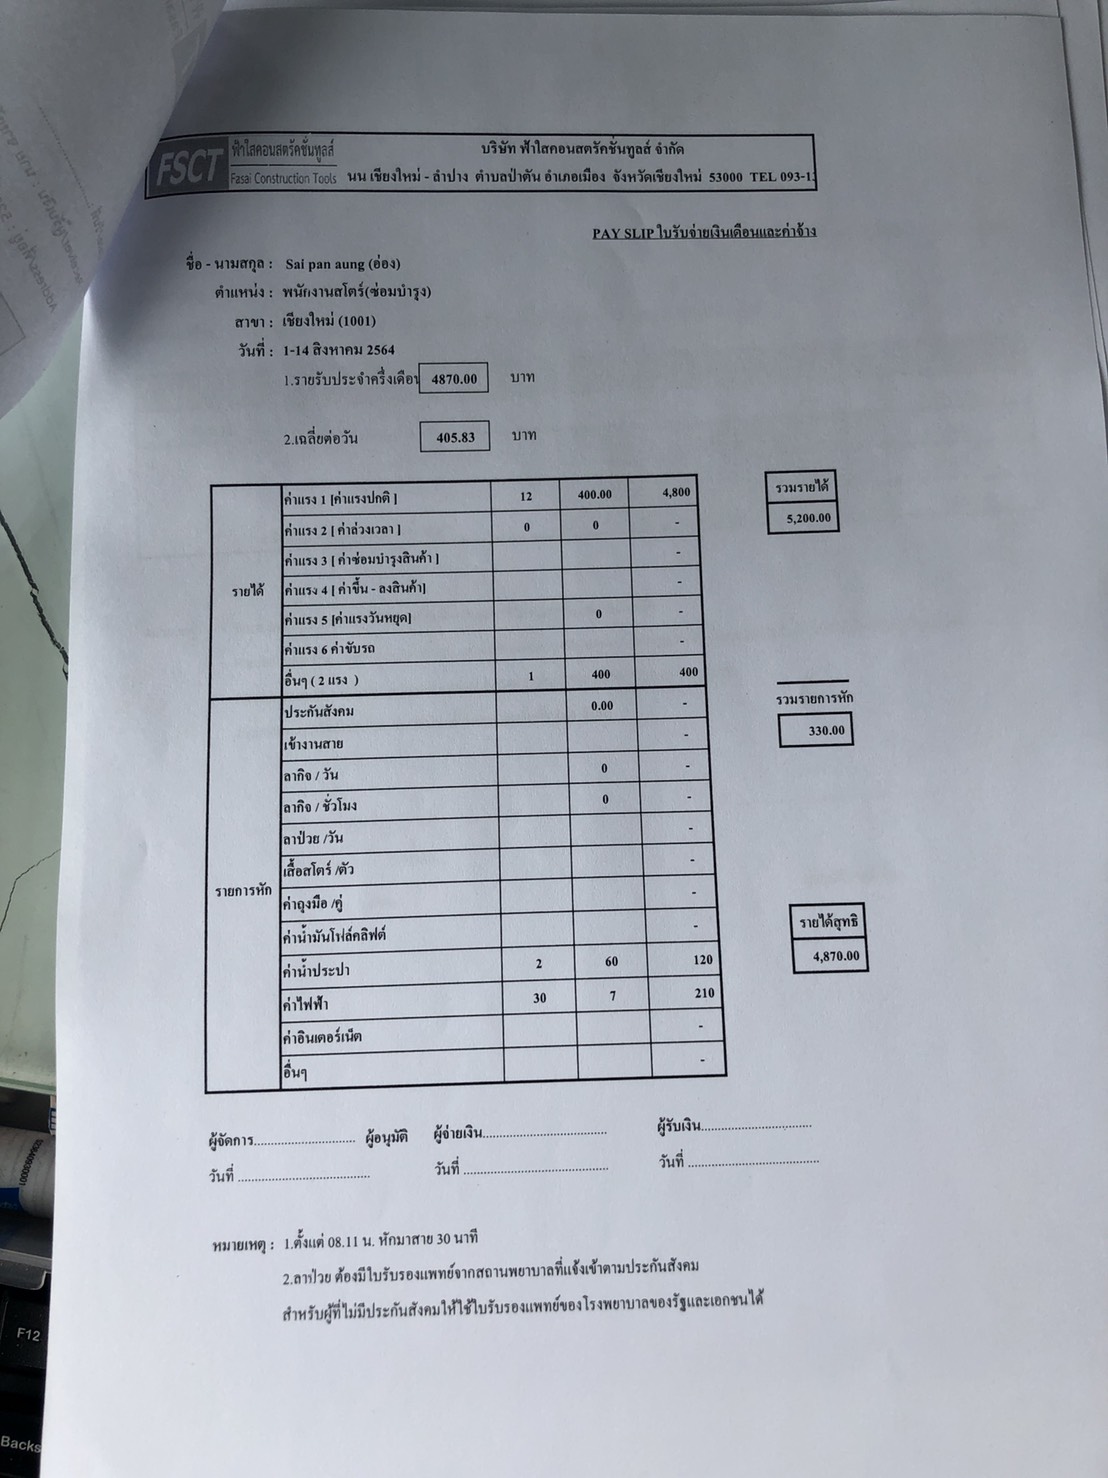 FSCT
ฟ้าใสคอนสตรัคชั่นทูลส์
Fasai Construction Tools
บริษัท ฟ้าใสคอนสตรัคชั่นทูลส์ จำกัด
นน เชียงใหม่ - ลำปาง ตำบลป่าตัน อำเภอเมือง จังหวัดเชียงใหม่ 53000 TEL 093-1
PAY SLIP ใบรับจ่ายเงินเดือนและค่าจ้าง
ชื่อ - นามสกุล : Sai pan aung (อ่อง)
ตำแหน่ง : พนักงานสโตร์(ซ่อมบำรุง)
สาขา : เชียงใหม่ (1001)
วันที่ : 1-14 สิงหาคม 2564
1.รายรับประจำครึ่งเดือน 4870.00 บาท
2.เฉลี่ยต่อวัน 405.83 บาท
รายได้
ค่าแรง 1 [ค่าแรงปกติ ] 12 400.00 4,800
ค่าแรง 2 [ ค่าล่วงเวลา ] 0 0 -
ค่าแรง 3 [ ค่าซ่อมบำรุงสินค้า ] -
ค่าแรง 4 [ ค่าขึ้น - ลงสินค้า] -
ค่าแรง 5 [ค่าแรงวันหยุด] 0 -
ค่าแรง 6 ค่าขับรถ -
อื่นๆ ( 2 แรง ) 1 400 400
รวมรายได้
5,200.00
รายการหัก
ประกันสังคม 0.00 -
เข้างานสาย -
ลากิจ / วัน 0 -
ลากิจ / ชั่วโมง 0 -
ลาป่วย /วัน -
เสื้อสโตร์ /ตัว -
ค่าถุงมือ /คู่ -
ค่าน้ำมันโฟล์คลิฟต์ -
ค่าน้ำประปา 2 60 120
ค่าไฟฟ้า 30 7 210
ค่าอินเตอร์เน็ต -
อื่นๆ -
รวมรายการหัก
330.00
รายได้สุทธิ
4,870.00
ผู้จัดการ............................ ผู้อนุมัติ ผู้จ่ายเงิน.................................. ผู้รับเงิน..............................
วันที่ .................................... วันที่ ........................................ วันที่ ....................................
หมายเหตุ : 1.ตั้งแต่ 08.11 น. หักมาสาย 30 นาที
2.ลาป่วย ต้องมีใบรับรองแพทย์จากสถานพยาบาลที่แจ้งเข้าตามประกันสังคม
สำหรับผู้ที่ไม่มีประกันสังคมให้ใช้ใบรับรองแพทย์ของโรงพยาบาลของรัฐและเอกชนได้
F12
Backs